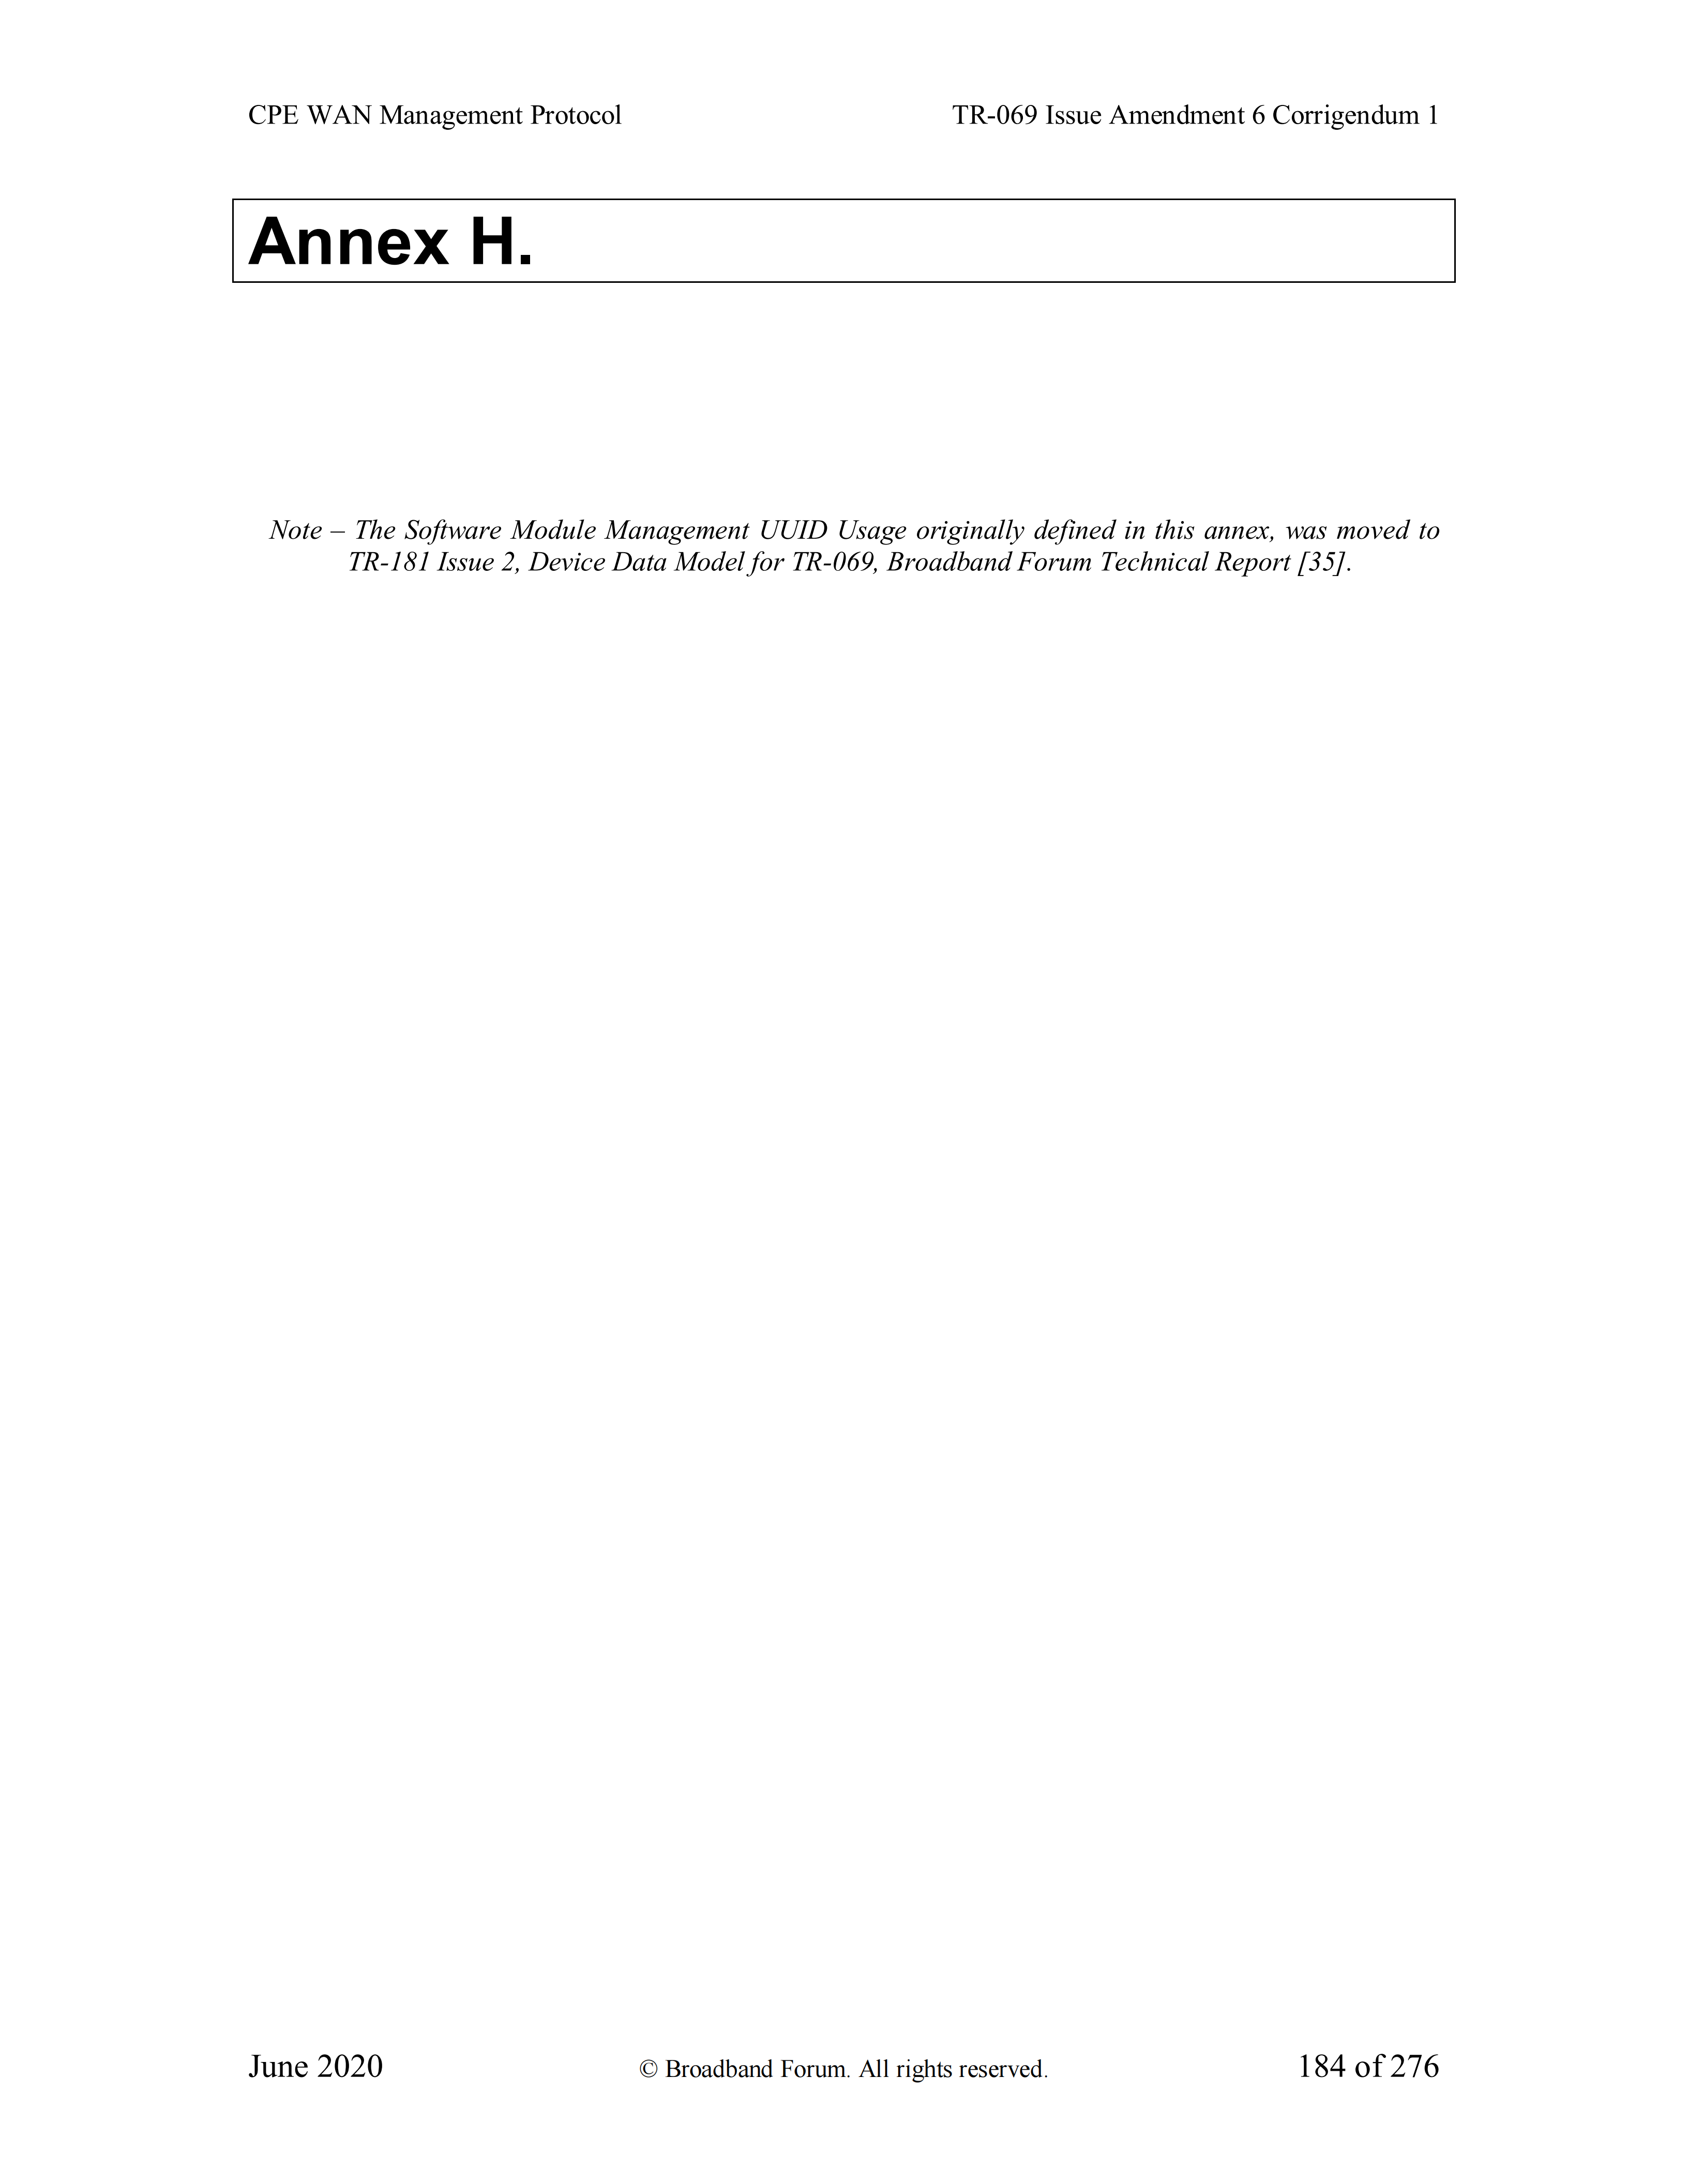 CPE WAN Management Protocol TR-069 Issue Amendment 6 Corrigendum 1
Annex H.
Note – The Software Module Management UUID Usage originally defined in this annex, was moved to
TR-181 Issue 2, Device Data Model for TR-069, Broadband Forum Technical Report [35].
June 2020 © Broadband Forum. All rights reserved. 184 of 276